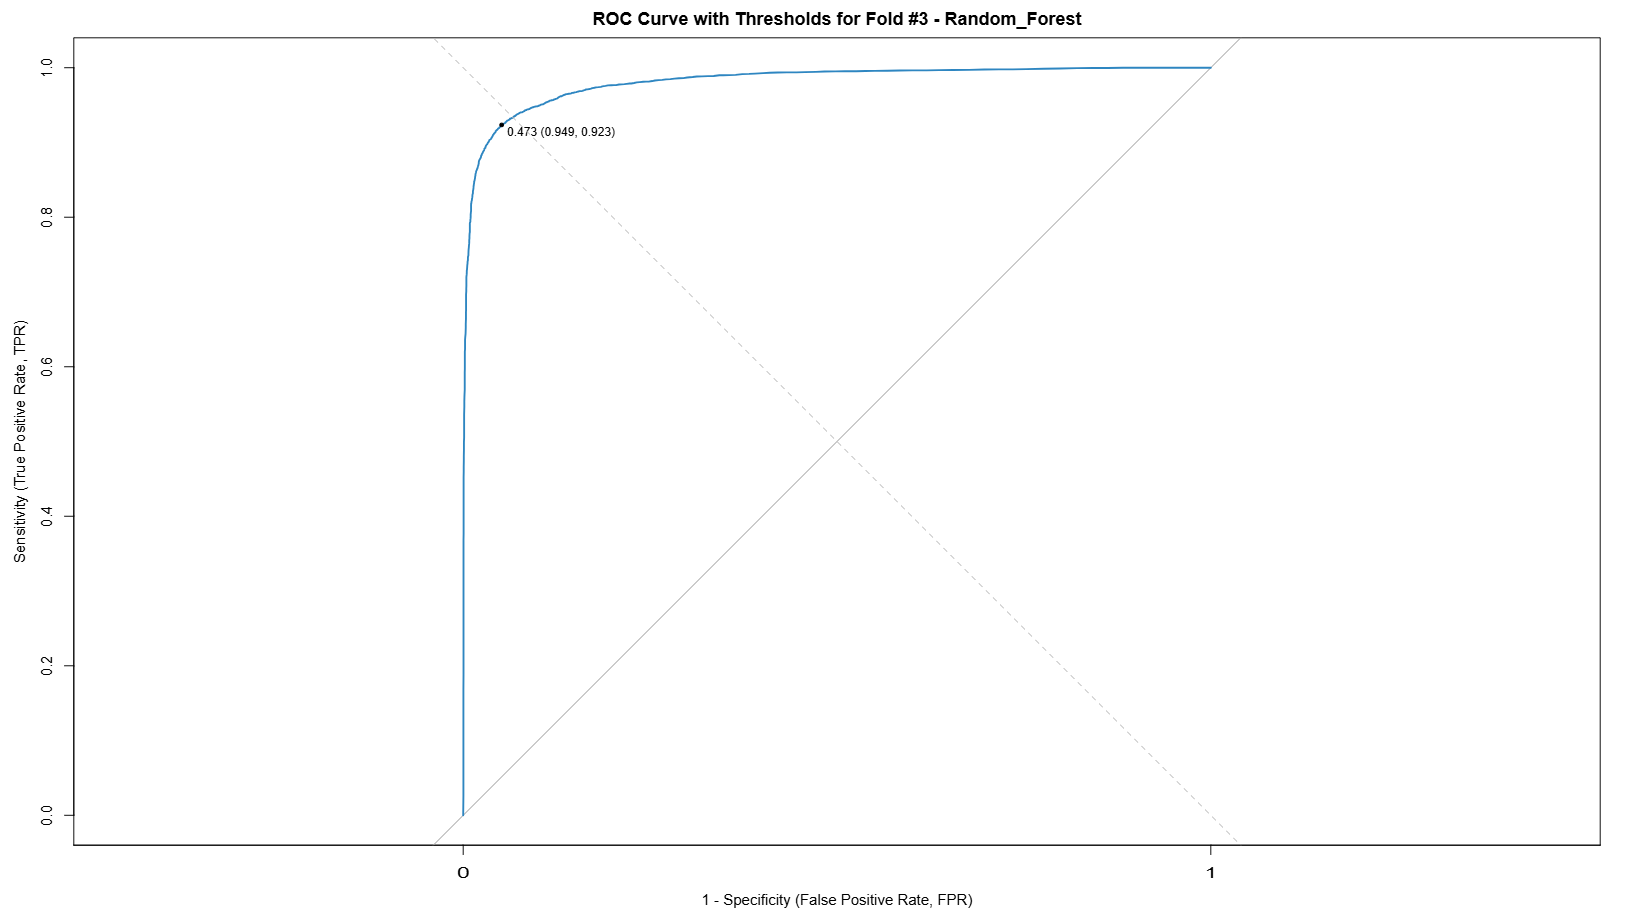 ROC Curve with Thresholds for Fold #3 - Random_Forest
1.0
0.8
0.6
0.4
0.2
0.0
Sensitivity (True Positive Rate, TPR)
0.473 (0.949, 0.923)
0
1
1 - Specificity (False Positive Rate, FPR)